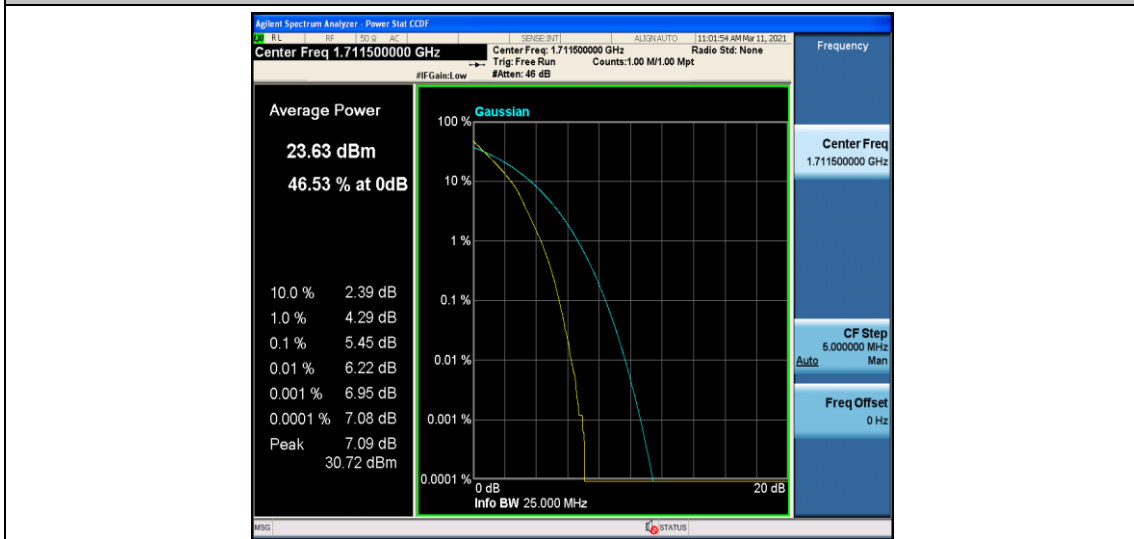 Agilent Spectrum Analyzer - Power Stat CCDF
RL RF 50 Ω AC SENSE:INT ALIGN AUTO 11:01:54 AM Mar 11, 2021
Center Freq 1.711500000 GHz
Center Freq: 1.711500000 GHz Radio Std: None
Trig: Free Run Counts:1.00 M/1.00 Mpt
#IFGain:Low #Atten: 46 dB
Frequency
Average Power
23.63 dBm
46.53 % at 0dB
10.0 % 2.39 dB
1.0 % 4.29 dB
0.1 % 5.45 dB
0.01 % 6.22 dB
0.001 % 6.95 dB
0.0001 % 7.08 dB
Peak 7.09 dB
30.72 dBm
Gaussian
100 %
10 %
1 %
0.1 %
0.01 %
0.001 %
0.0001 %
0 dB 20 dB
Info BW 25.000 MHz
Center Freq
1.711500000 GHz
CF Step
5.000000 MHz
Auto Man
Freq Offset
0 Hz
MSG STATUS